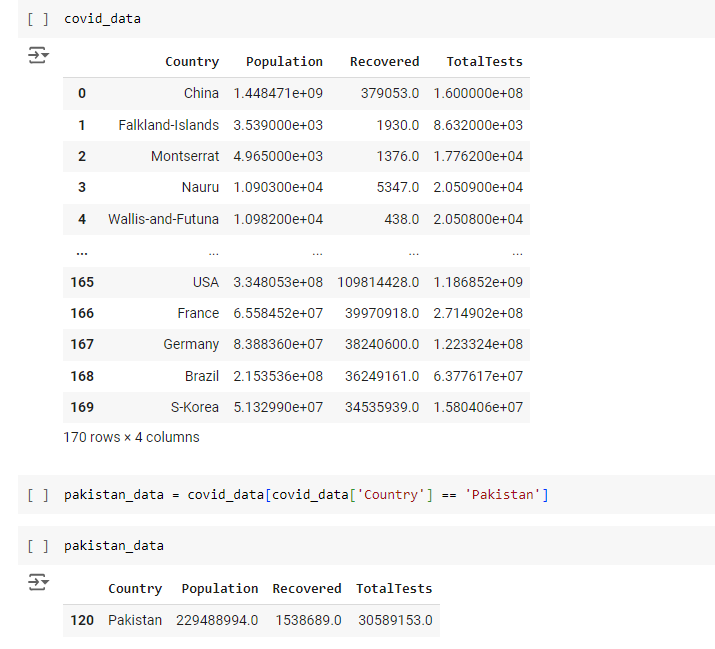 [ ] covid_data
Country Population Recovered TotalTests
0 China 1.448471e+09 379053.0 1.600000e+08
1 Falkland-Islands 3.539000e+03 1930.0 8.632000e+03
2 Montserrat 4.965000e+03 1376.0 1.776200e+04
3 Nauru 1.090300e+04 5347.0 2.050900e+04
4 Wallis-and-Futuna 1.098200e+04 438.0 2.050800e+04
... ... ... ... ...
165 USA 3.348053e+08 109814428.0 1.186852e+09
166 France 6.558452e+07 39970918.0 2.714902e+08
167 Germany 8.388360e+07 38240600.0 1.223324e+08
168 Brazil 2.153536e+08 36249161.0 6.377617e+07
169 S-Korea 5.132990e+07 34535939.0 1.580406e+07
170 rows × 4 columns
[ ] pakistan_data = covid_data[covid_data['Country'] == 'Pakistan']
[ ] pakistan_data
Country Population Recovered TotalTests
120 Pakistan 229488994.0 1538689.0 30589153.0